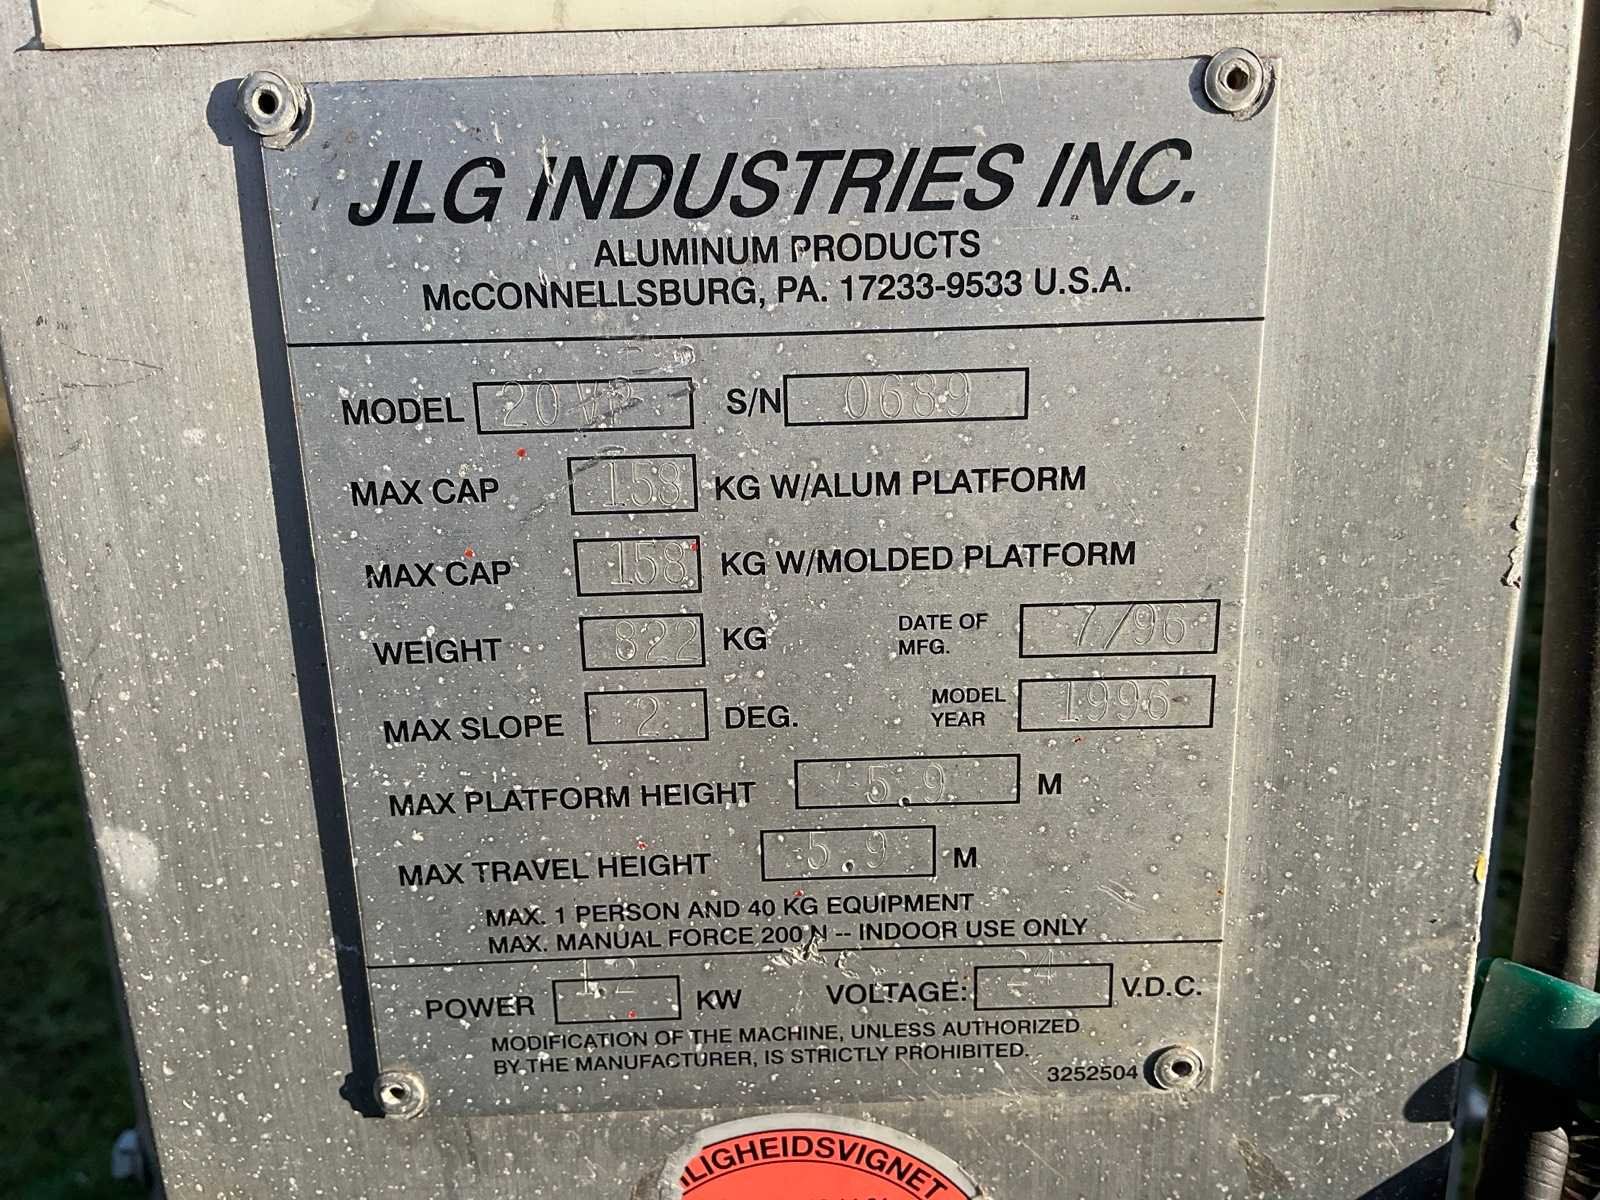 JLG INDUSTRIES INC.
ALUMINUM PRODUCTS
McCONNELLSBURG, PA. 17233-9533 U.S.A.
MODEL 20 VP S/N 0689
MAX CAP 158 KG W/ALUM PLATFORM
MAX CAP 158 KG W/MOLDED PLATFORM
WEIGHT 822 KG DATE OF MFG. 7/96
MAX SLOPE 2 DEG. MODEL YEAR 1996
MAX PLATFORM HEIGHT 5.9 M
MAX TRAVEL HEIGHT 5.9 M
MAX. 1 PERSON AND 40 KG EQUIPMENT
MAX. MANUAL FORCE 200 N -- INDOOR USE ONLY
POWER KW VOLTAGE: 24 V.D.C.
MODIFICATION OF THE MACHINE, UNLESS AUTHORIZED
BY THE MANUFACTURER, IS STRICTLY PROHIBITED.
3252504
LIGHEIDSVIGNET